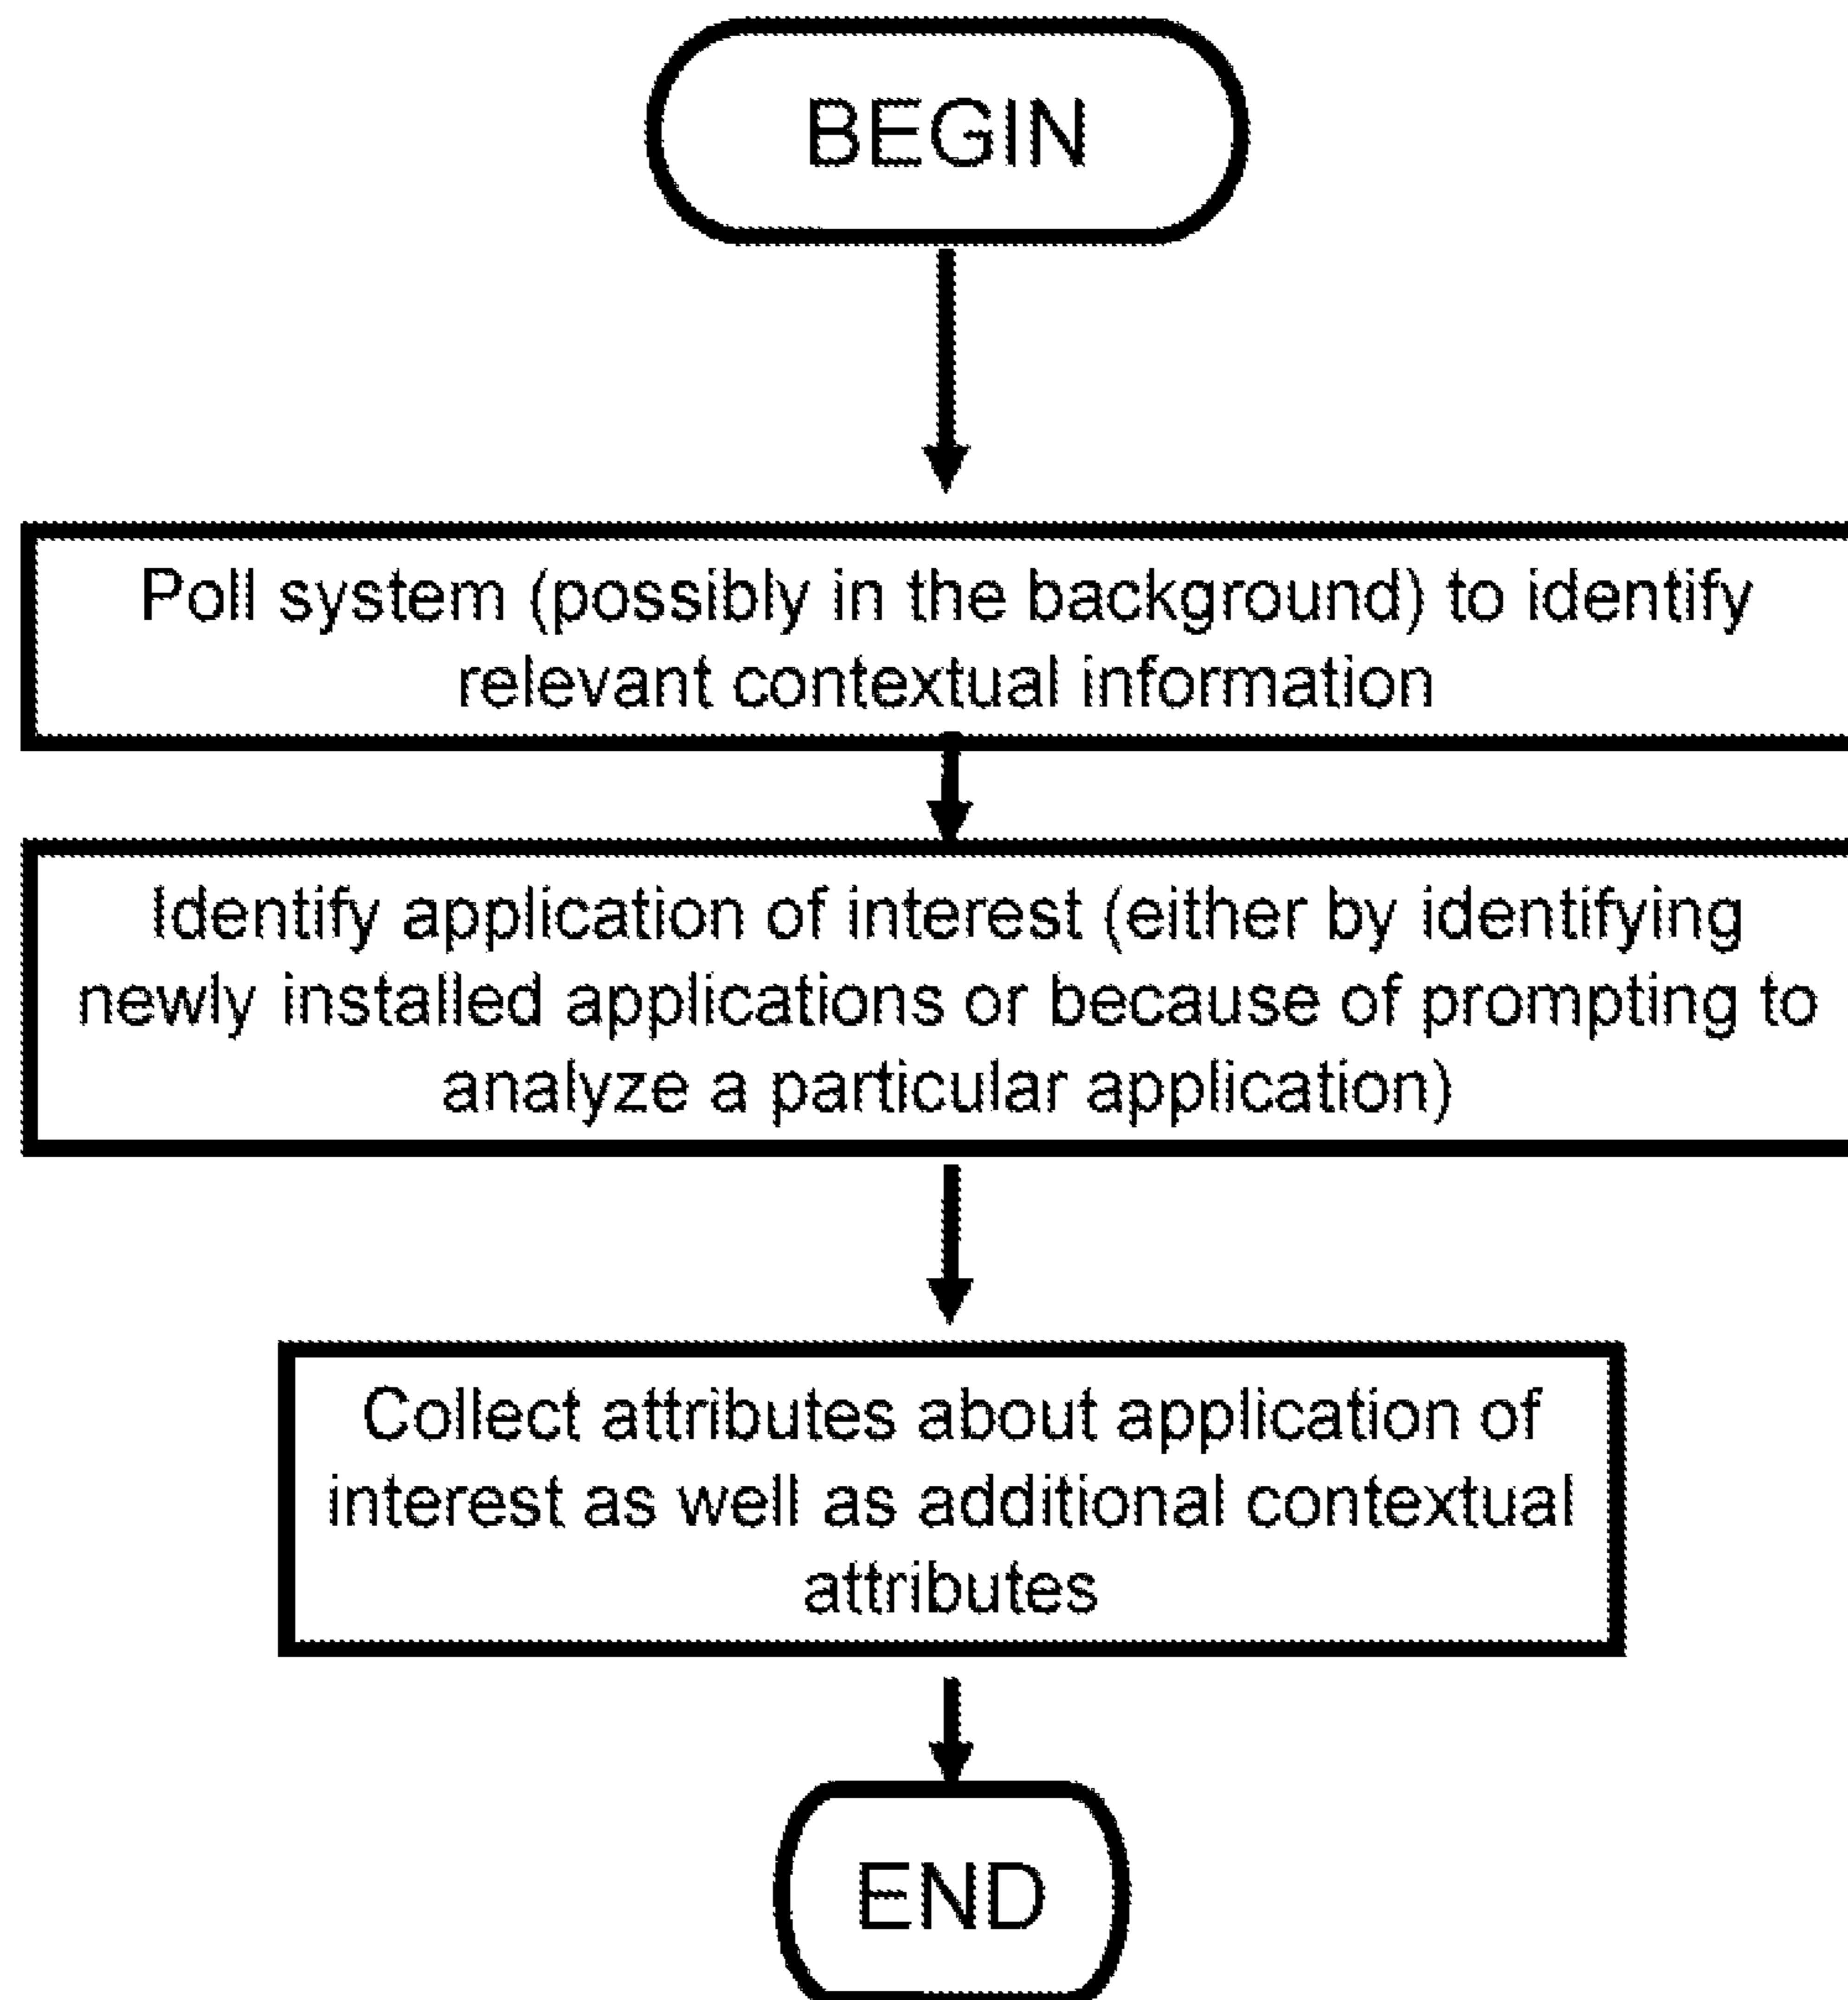 BEGIN
Poll system (possibly in the background) to identify
relevant contextual information
Identify application of interest (either by identifying
newly installed applications or because of prompting to
analyze a particular application)
Collect attributes about application of
interest as well as additional contextual
attributes
END